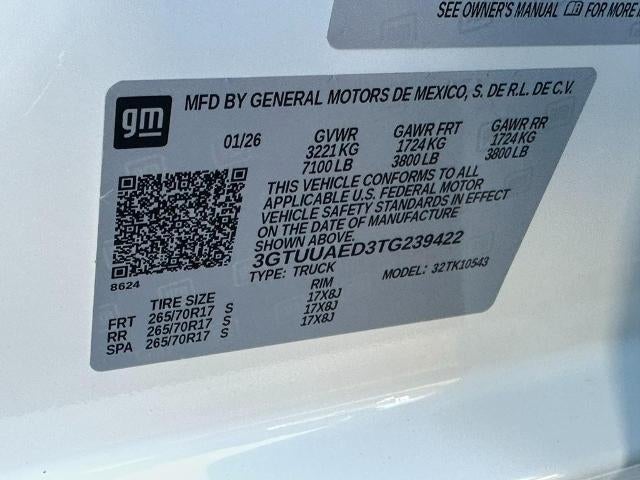 SEE OWNER'S MANUAL FOR MORE
gm
MFD BY GENERAL MOTORS DE MEXICO, S. DE R.L. DE C.V.
01/26 GVWR GAWR FRT GAWR RR
3221 KG 1724 KG 1724 KG
7100 LB 3800 LB 3800 LB
THIS VEHICLE CONFORMS TO ALL
APPLICABLE U.S. FEDERAL MOTOR
VEHICLE SAFETY STANDARDS IN EFFECT
ON THE DATE OF MANUFACTURE
SHOWN ABOVE.
3GTUUAED3TG239422
TYPE: TRUCK MODEL: 32TK10543
8624
TIRE SIZE RIM
FRT 265/70R17 S 17X8J
RR 265/70R17 S 17X8J
SPA 265/70R17 S 17X8J